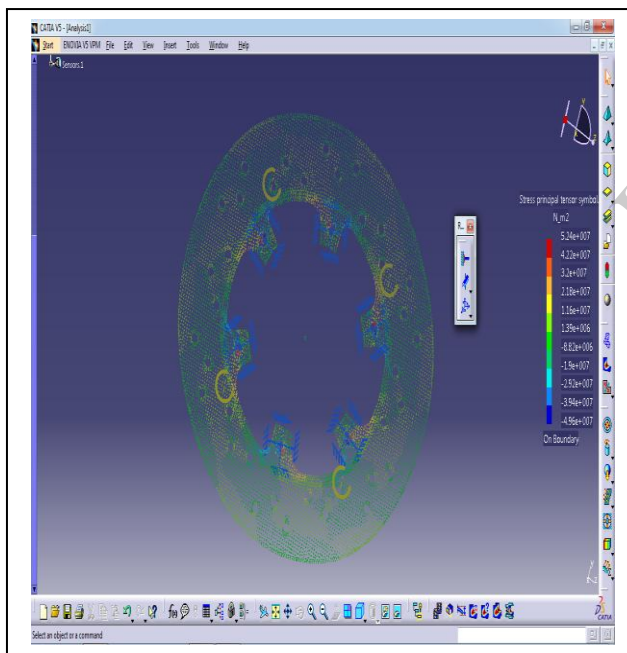 CATIA V5 - [Analysis1]
Start ENOVIA V5 VPM File Edit View Insert Tools Window Help
Sensors.1
Stress principal tensor symbol
N_m2
5.24e+007
4.22e+007
3.2e+007
2.18e+007
1.16e+007
1.39e+006
-8.82e+006
-1.9e+007
-2.92e+007
-3.94e+007
-4.96e+007
On Boundary
R...
Select an object or a command
CATIA